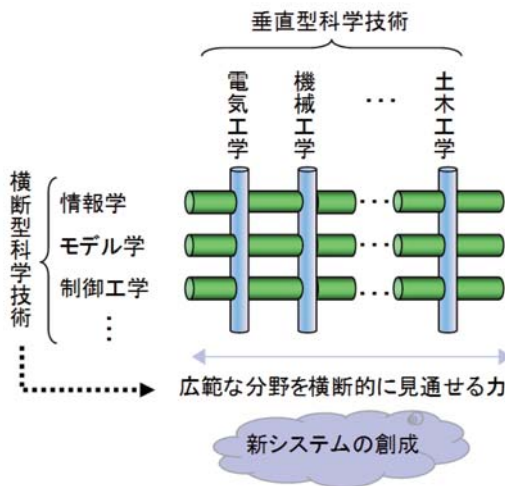 垂直型科学技術
電気工学
機械工学
…
土木工学
横断型科学技術
情報学
モデル学
制御工学
⋮
…
…
…
広範な分野を横断的に見通せる力
新システムの創成